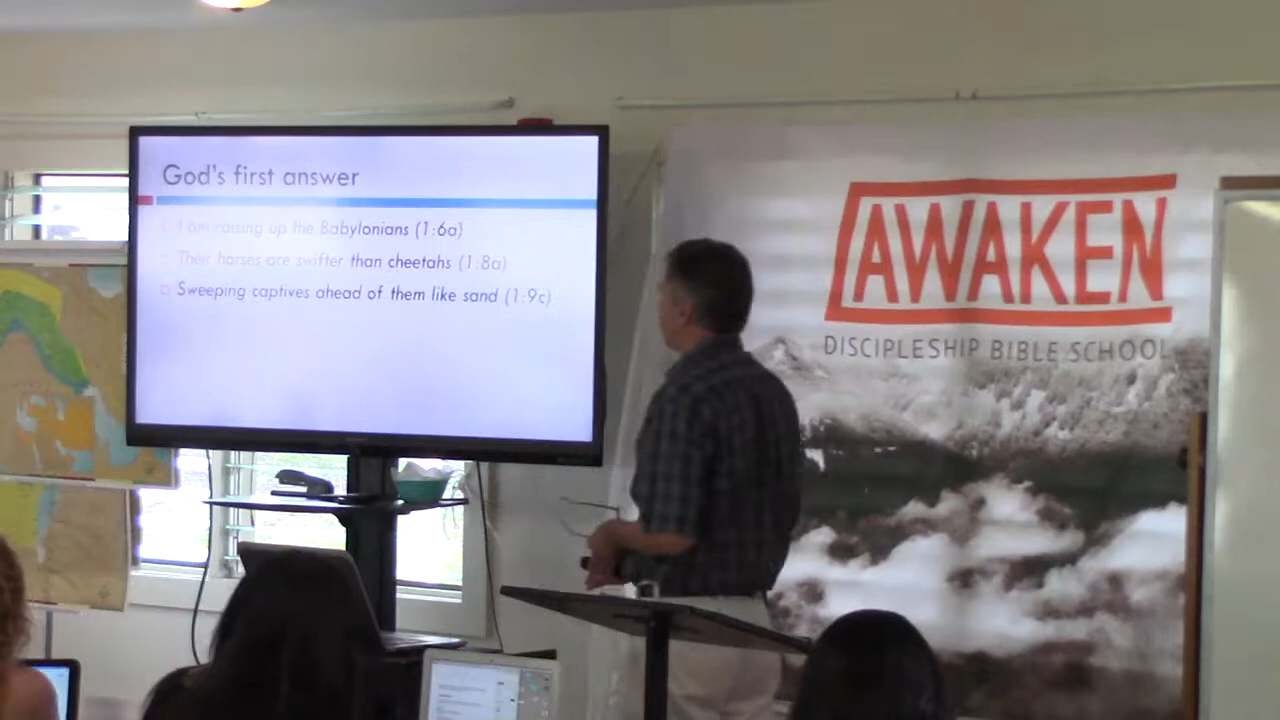 God's first answer
I am raising up the Babylonians (1:6a)
Their horses are swifter than cheetahs (1:8a)
Sweeping captives ahead of them like sand (1:9c)
AWAKEN
DISCIPLESHIP BIBLE SCHOOL